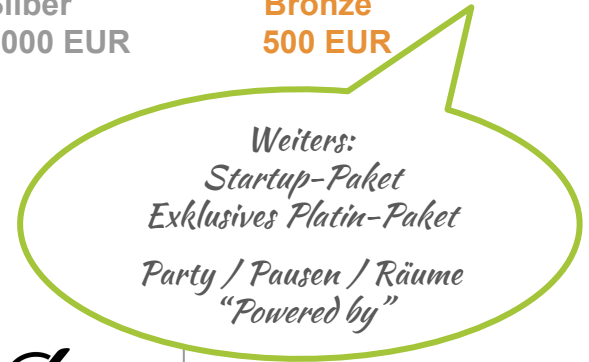 Silber
000 EUR
Bronze
500 EUR
Weiters:
Startup-Paket
Exklusives Platin-Paket
Party / Pausen / Räume
“Powered by”